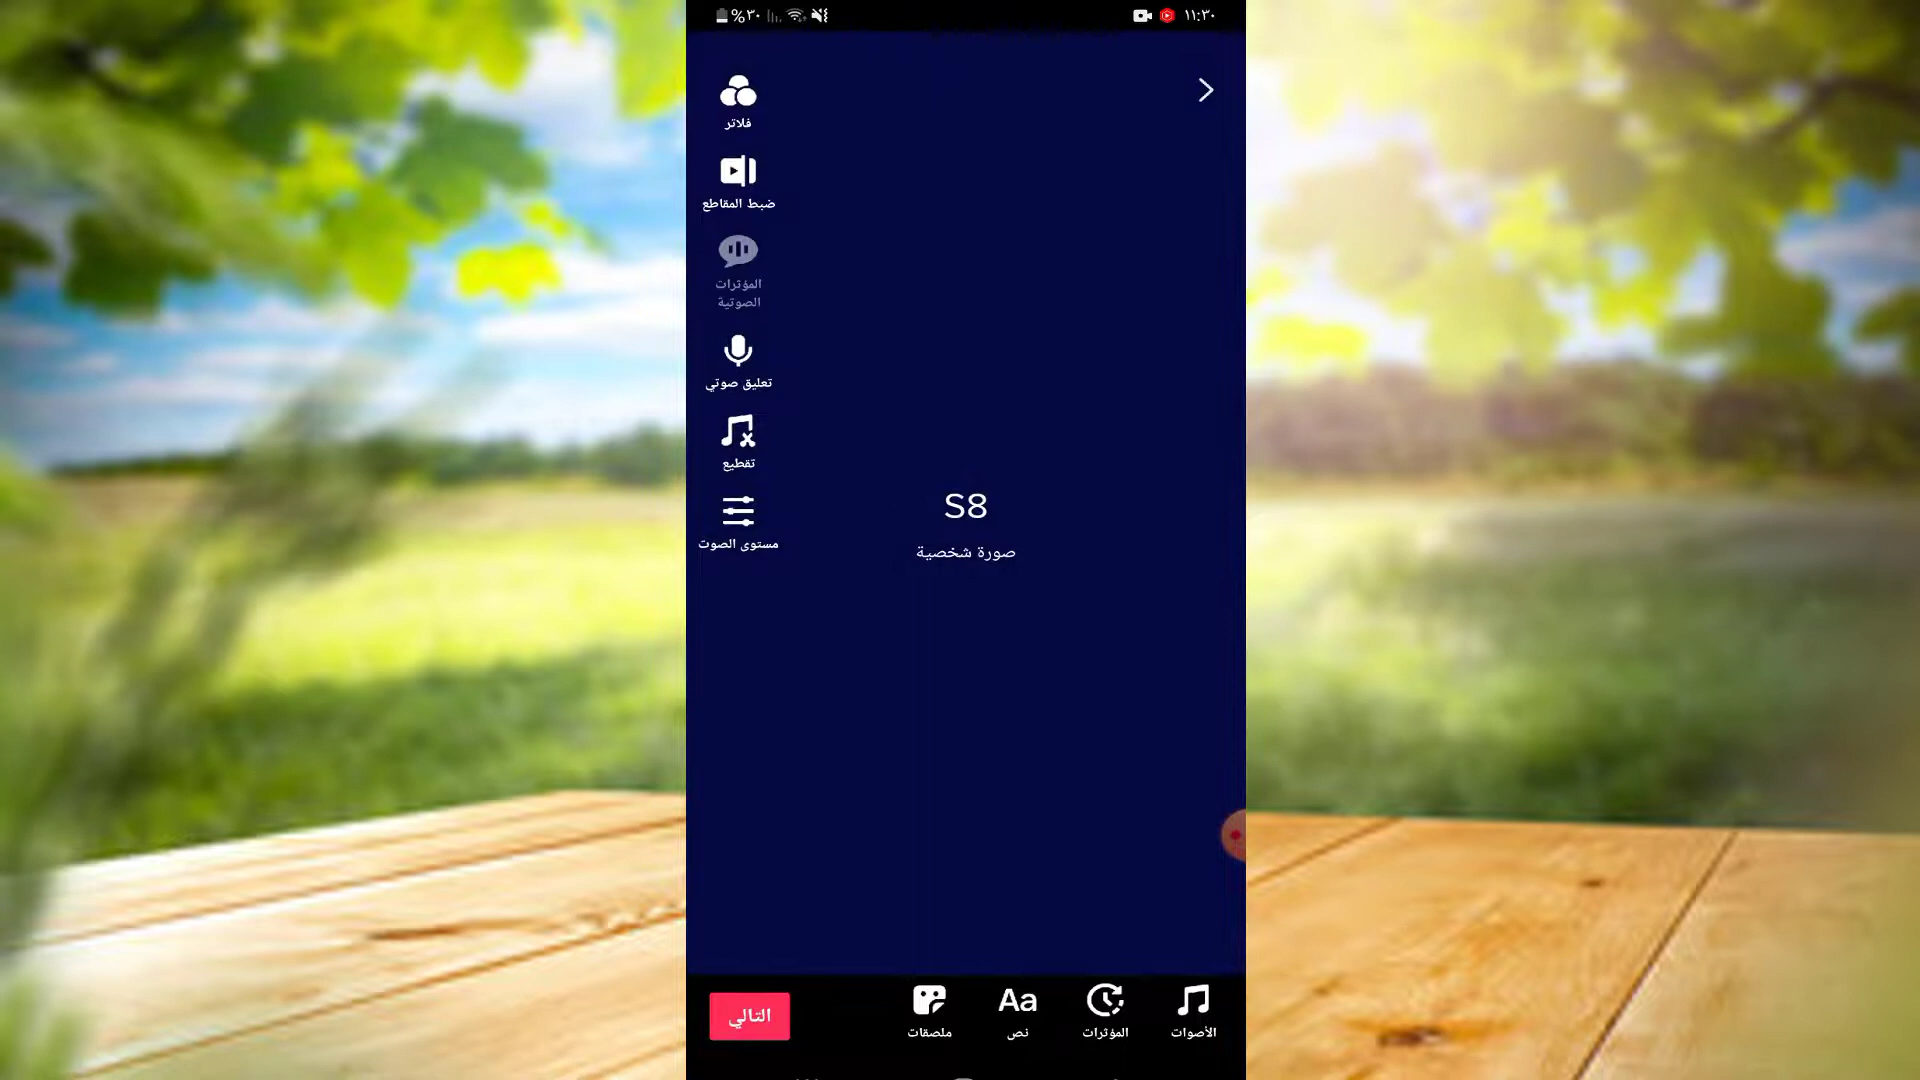 %٣٠
١١:٣٠
فلاتر
ضبط المقاطع
المؤثرات
الصوتية
تعليق صوتي
تقطيع
مستوى الصوت
S8
صورة شخصية
الأصوات
المؤثرات
Aa
نص
ملصقات
التالي